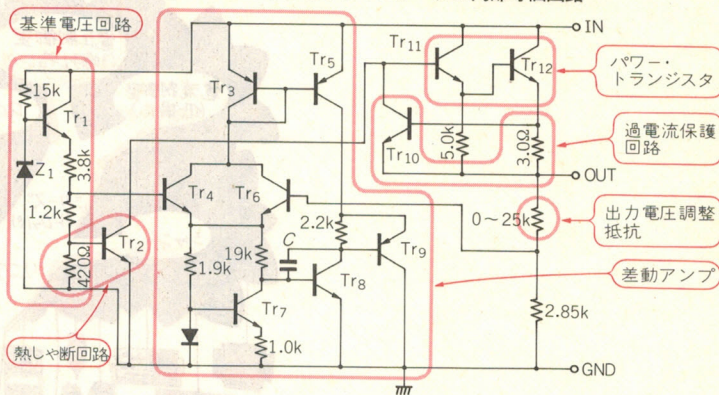 基準電圧回路
IN
Tr11
Tr5
Tr12
パワー・
トランジスタ
Tr3
15k
Tr1
過電流保護
回路
Tr10
5.0k
3.0Ω
3.8k
Z1
OUT
Tr4
Tr6
0〜25k
出力電圧調整
抵抗
1.2k
2.2k
Tr2
C
Tr9
19k
420Ω
1.9k
Tr8
差動アンプ
Tr7
2.85k
熱しゃ断回路
1.0k
GND